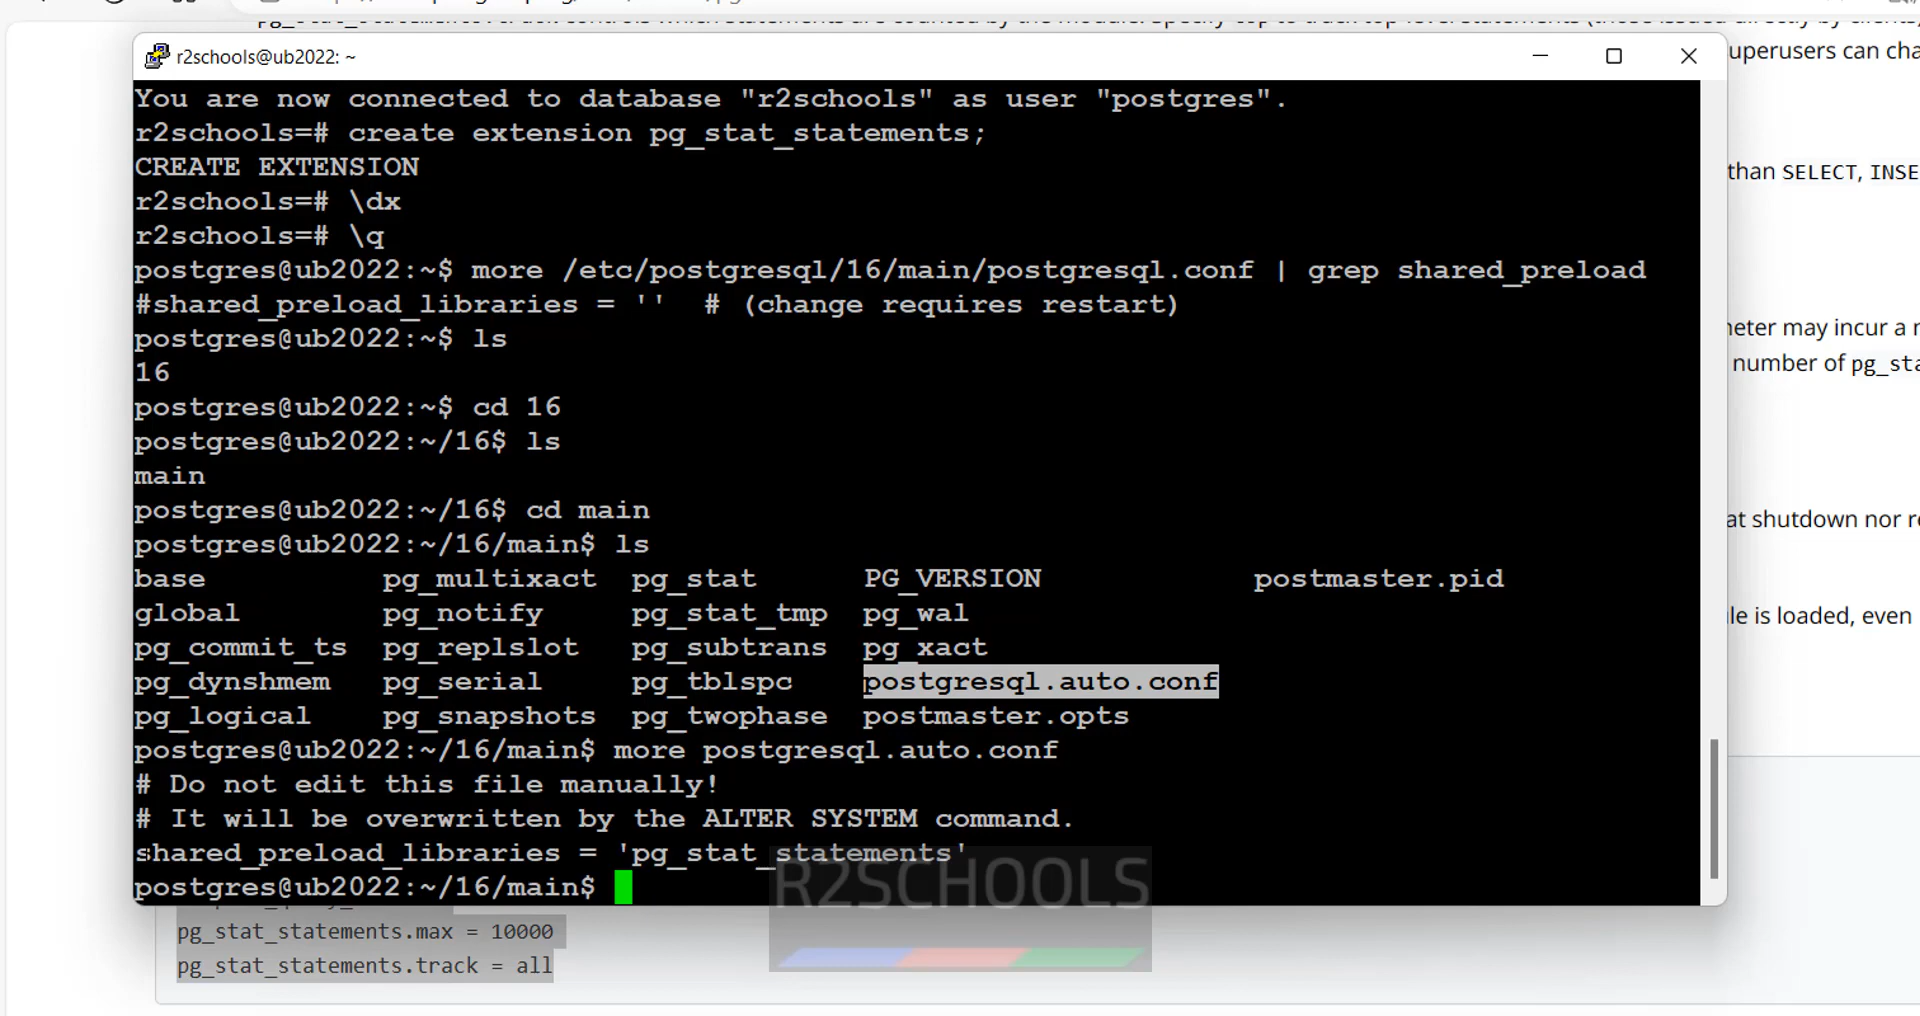 r2schools@ub2022: ~
You are now connected to database "r2schools" as user "postgres".
r2schools=# create extension pg_stat_statements;
CREATE EXTENSION
r2schools=# \dx
r2schools=# \q
postgres@ub2022:~$ more /etc/postgresql/16/main/postgresql.conf | grep shared_preload
#shared_preload_libraries = ''  # (change requires restart)
postgres@ub2022:~$ ls
16
postgres@ub2022:~$ cd 16
postgres@ub2022:~/16$ ls
main
postgres@ub2022:~/16$ cd main
postgres@ub2022:~/16/main$ ls
base pg_multixact pg_stat PG_VERSION postmaster.pid
global pg_notify pg_stat_tmp pg_wal
pg_commit_ts pg_replslot pg_subtrans pg_xact
pg_dynshmem pg_serial pg_tblspc postgresql.auto.conf
pg_logical pg_snapshots pg_twophase postmaster.opts
postgres@ub2022:~/16/main$ more postgresql.auto.conf
# Do not edit this file manually!
# It will be overwritten by the ALTER SYSTEM command.
shared_preload_libraries = 'pg_stat_statements'
postgres@ub2022:~/16/main$
R2SCHOOLS
pg_stat_statements.max = 10000
pg_stat_statements.track = all
uperusers can cha
than SELECT, INSE
eter may incur a
number of pg_sta
at shutdown nor re
le is loaded, even